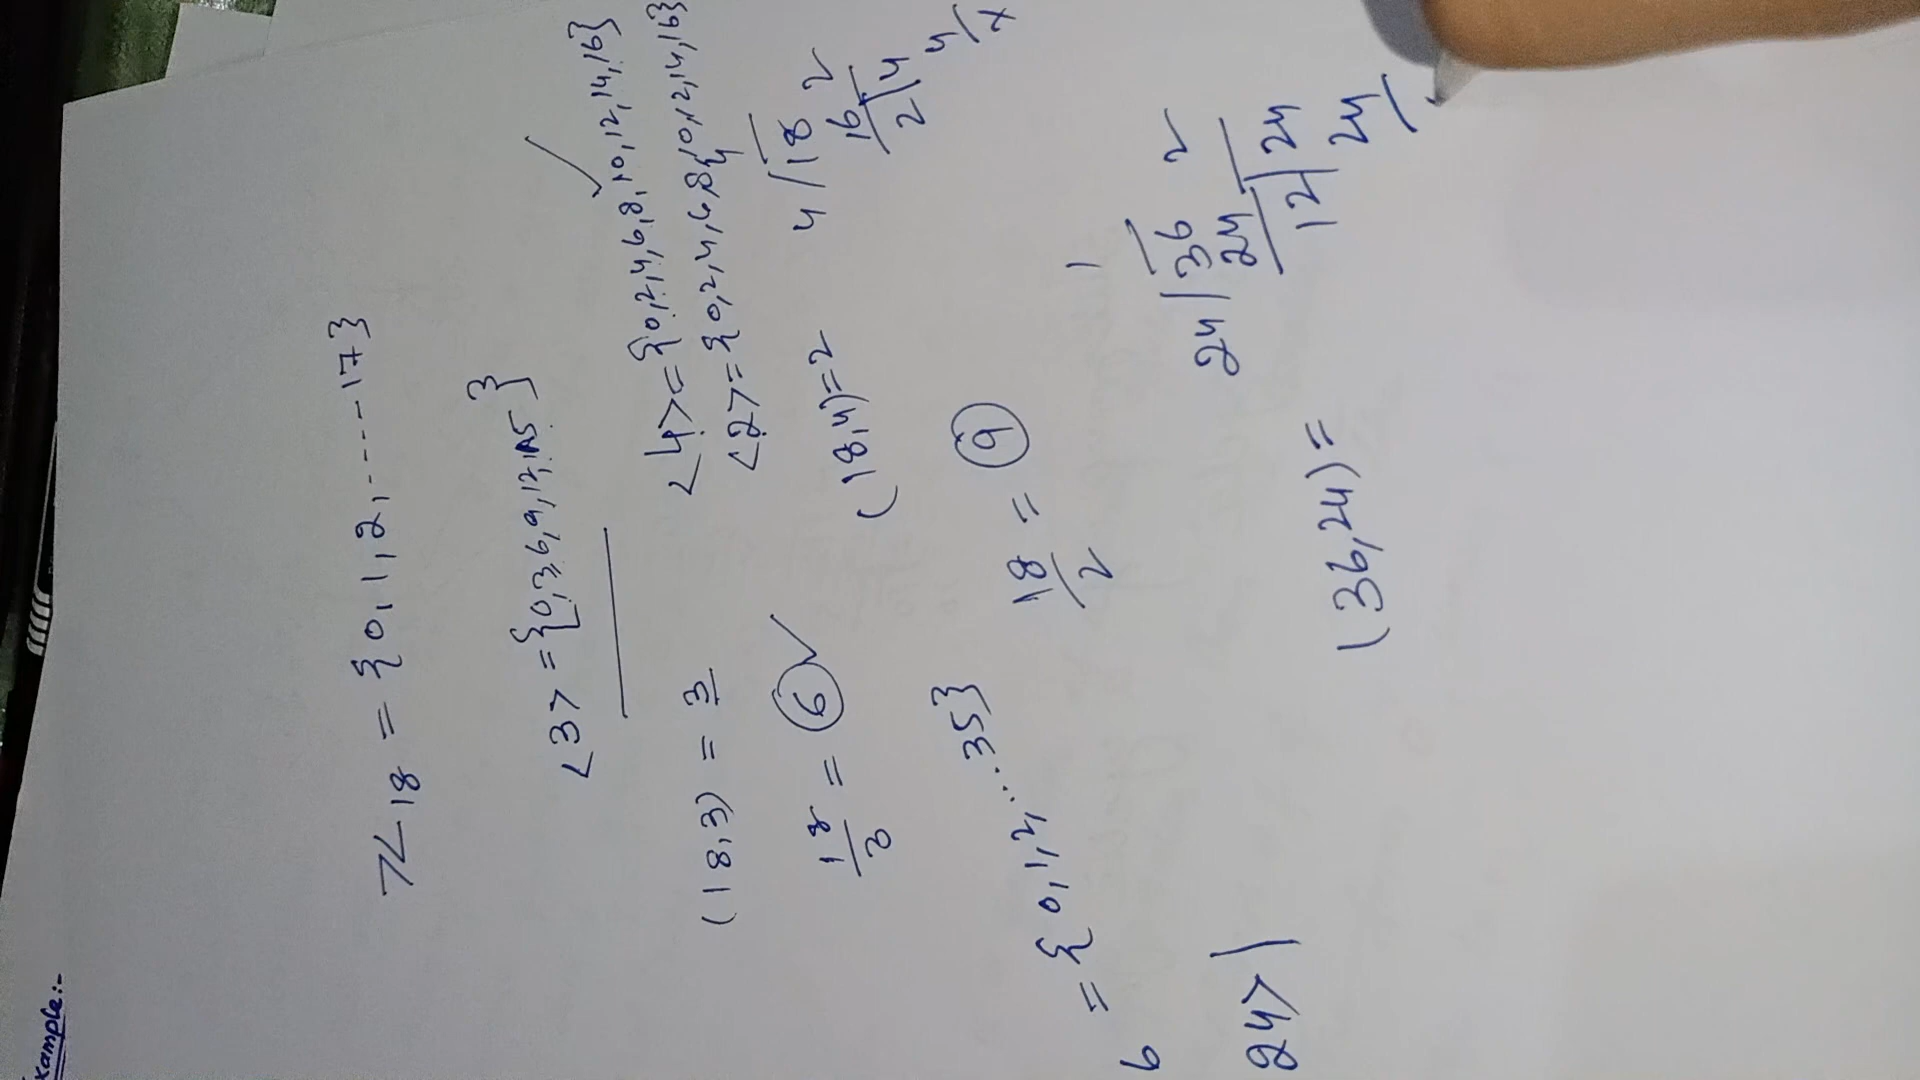 xample:-
ℤ18 = {0,1,2,-----17}
<3> = {0,3,6,9,12,15,}
<4> = {0,2,4,6,8,10,12,14,16}
<2> = {0,2,4,6,8,10,12,14,16}
(18,3) = 3
18/3 = 6
(18,4) = 2
4/18
16
2/4
4
x
18/2 = 9
6 = {0,1,2,...35}
24>|
24/36
24
12/24
24
(36,24) =